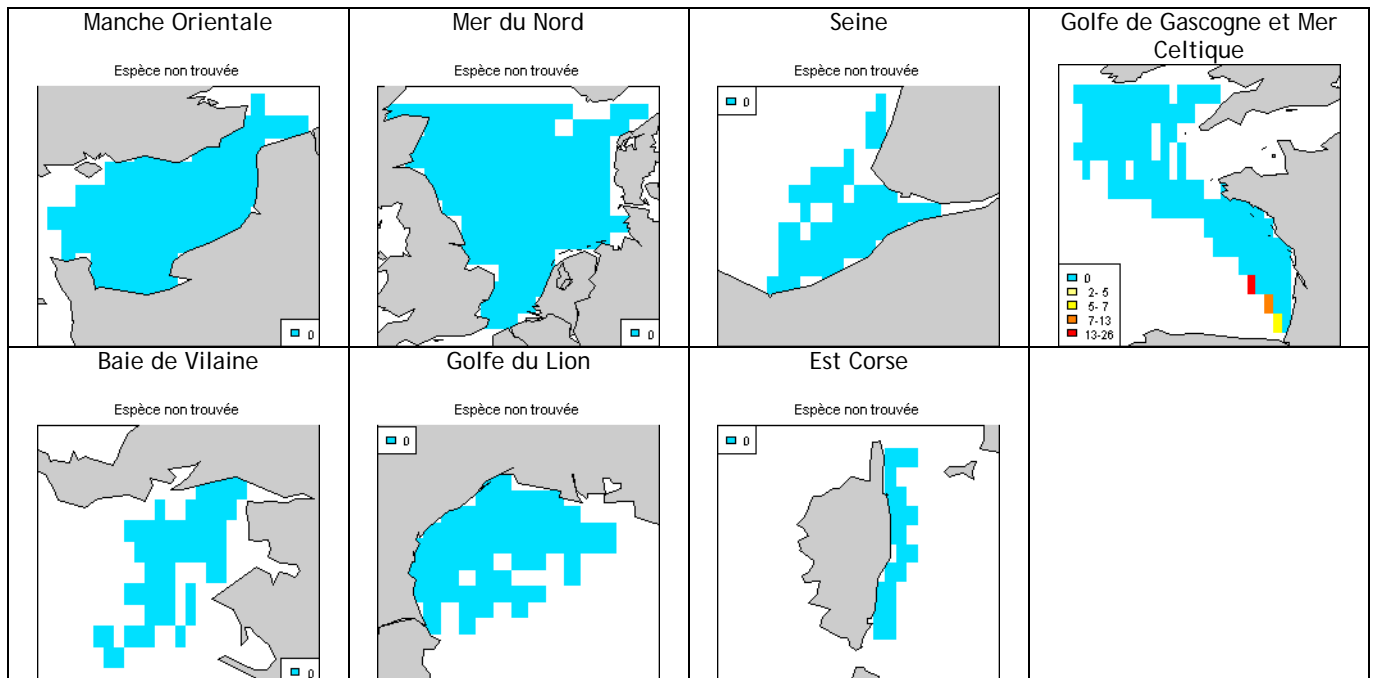 Manche Orientale
Espèce non trouvée
0
Mer du Nord
Espèce non trouvée
0
Seine
Espèce non trouvée
0
Golfe de Gascogne et Mer
Celtique
0
2- 5
5- 7
7-13
13-26
Baie de Vilaine
Espèce non trouvée
0
Golfe du Lion
Espèce non trouvée
0
Est Corse
Espèce non trouvée
0